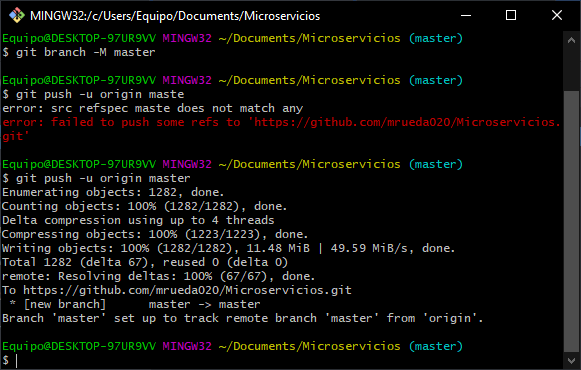 MINGW32:/c/Users/Equipo/Documents/Microservicios
Equipo@DESKTOP-97UR9VV MINGW32 ~/Documents/Microservicios (master)
$ git branch -M master
Equipo@DESKTOP-97UR9VV MINGW32 ~/Documents/Microservicios (master)
$ git push -u origin maste
error: src refspec maste does not match any
error: failed to push some refs to 'https://github.com/mrueda020/Microservicios.
git'
Equipo@DESKTOP-97UR9VV MINGW32 ~/Documents/Microservicios (master)
$ git push -u origin master
Enumerating objects: 1282, done.
Counting objects: 100% (1282/1282), done.
Delta compression using up to 4 threads
Compressing objects: 100% (1223/1223), done.
Writing objects: 100% (1282/1282), 11.48 MiB | 49.59 MiB/s, done.
Total 1282 (delta 67), reused 0 (delta 0)
remote: Resolving deltas: 100% (67/67), done.
To https://github.com/mrueda020/Microservicios.git
 * [new branch]      master -> master
Branch 'master' set up to track remote branch 'master' from 'origin'.
Equipo@DESKTOP-97UR9VV MINGW32 ~/Documents/Microservicios (master)
$